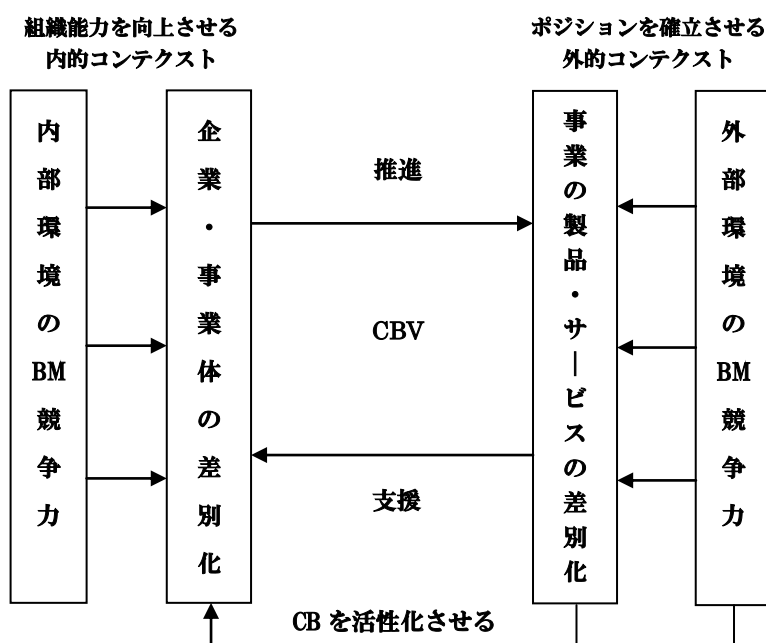 組織能力を向上させる
内的コンテクスト
ポジションを確立させる
外的コンテクスト
内部環境のBM競争力
企業・事業体の差別化
推進
CBV
支援
事業の製品・サービスの差別化
外部環境のBM競争力
CBを活性化させる